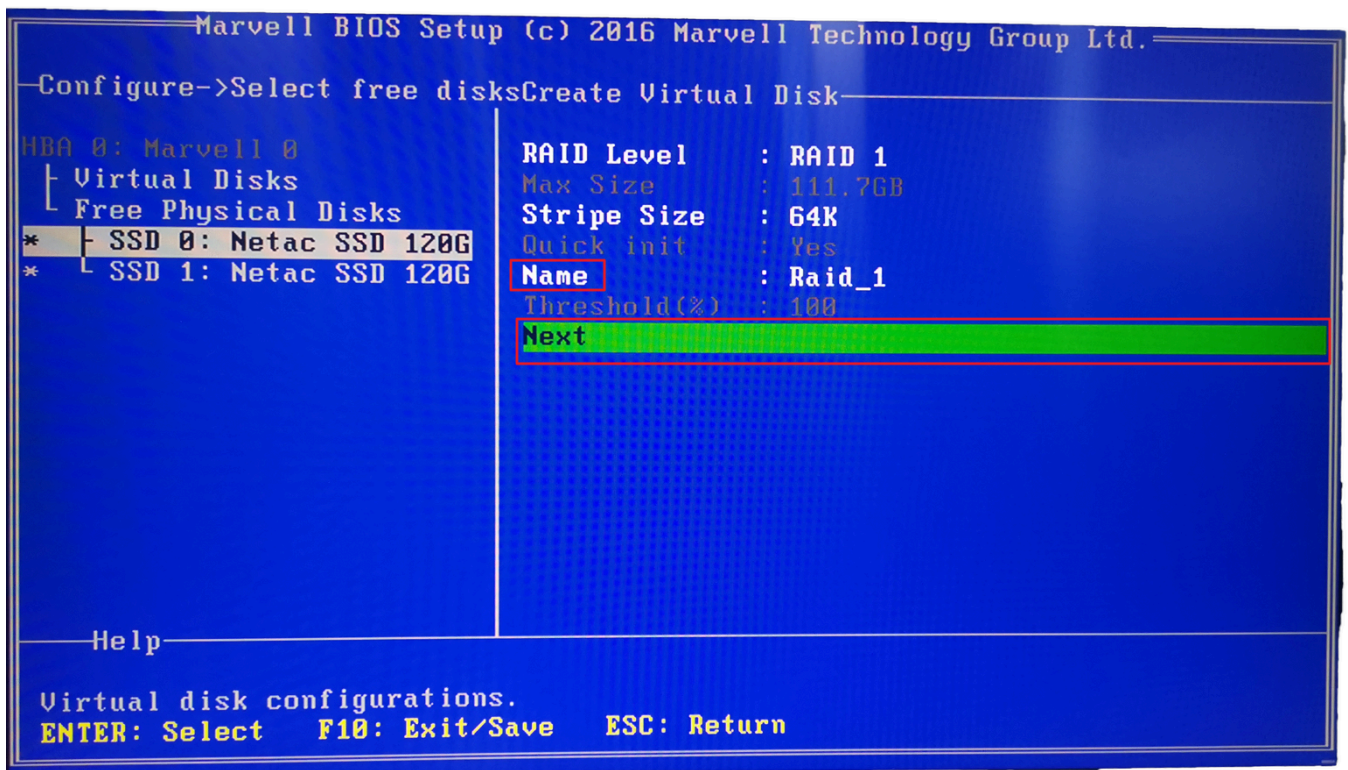 Marvell BIOS Setup (c) 2016 Marvell Technology Group Ltd.
Configure->Select free disksCreate Virtual Disk
HBA 0: Marvell 0
Virtual Disks
Free Physical Disks
* SSD 0: Netac SSD 120G
* SSD 1: Netac SSD 120G
RAID Level : RAID 1
Max Size : 111.7GB
Stripe Size : 64K
Quick init : Yes
Name : Raid_1
Threshold(%) : 100
Next
Help
Virtual disk configurations.
ENTER: Select F10: Exit/Save ESC: Return